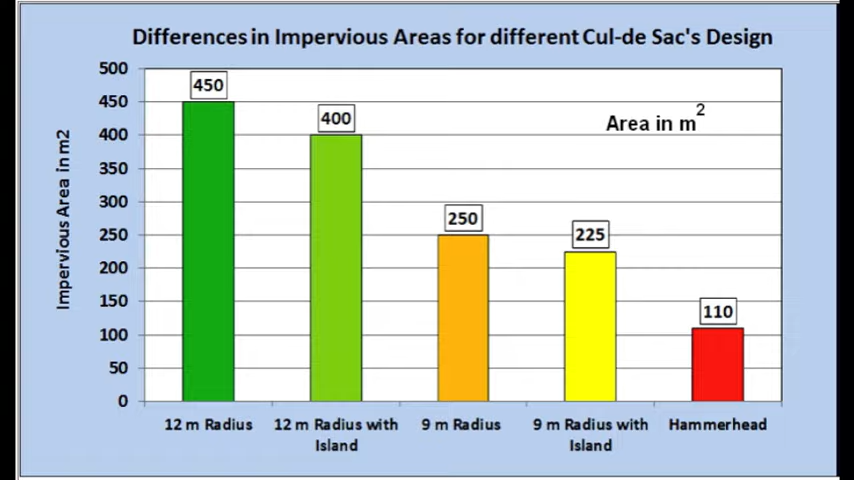 Differences in Impervious Areas for different Cul-de Sac's Design
500
450
400
350
300
250
200
150
100
50
0
Impervious Area in m2
450
400
250
225
110
Area in m²
12 m Radius
12 m Radius with
Island
9 m Radius
9 m Radius with
Island
Hammerhead